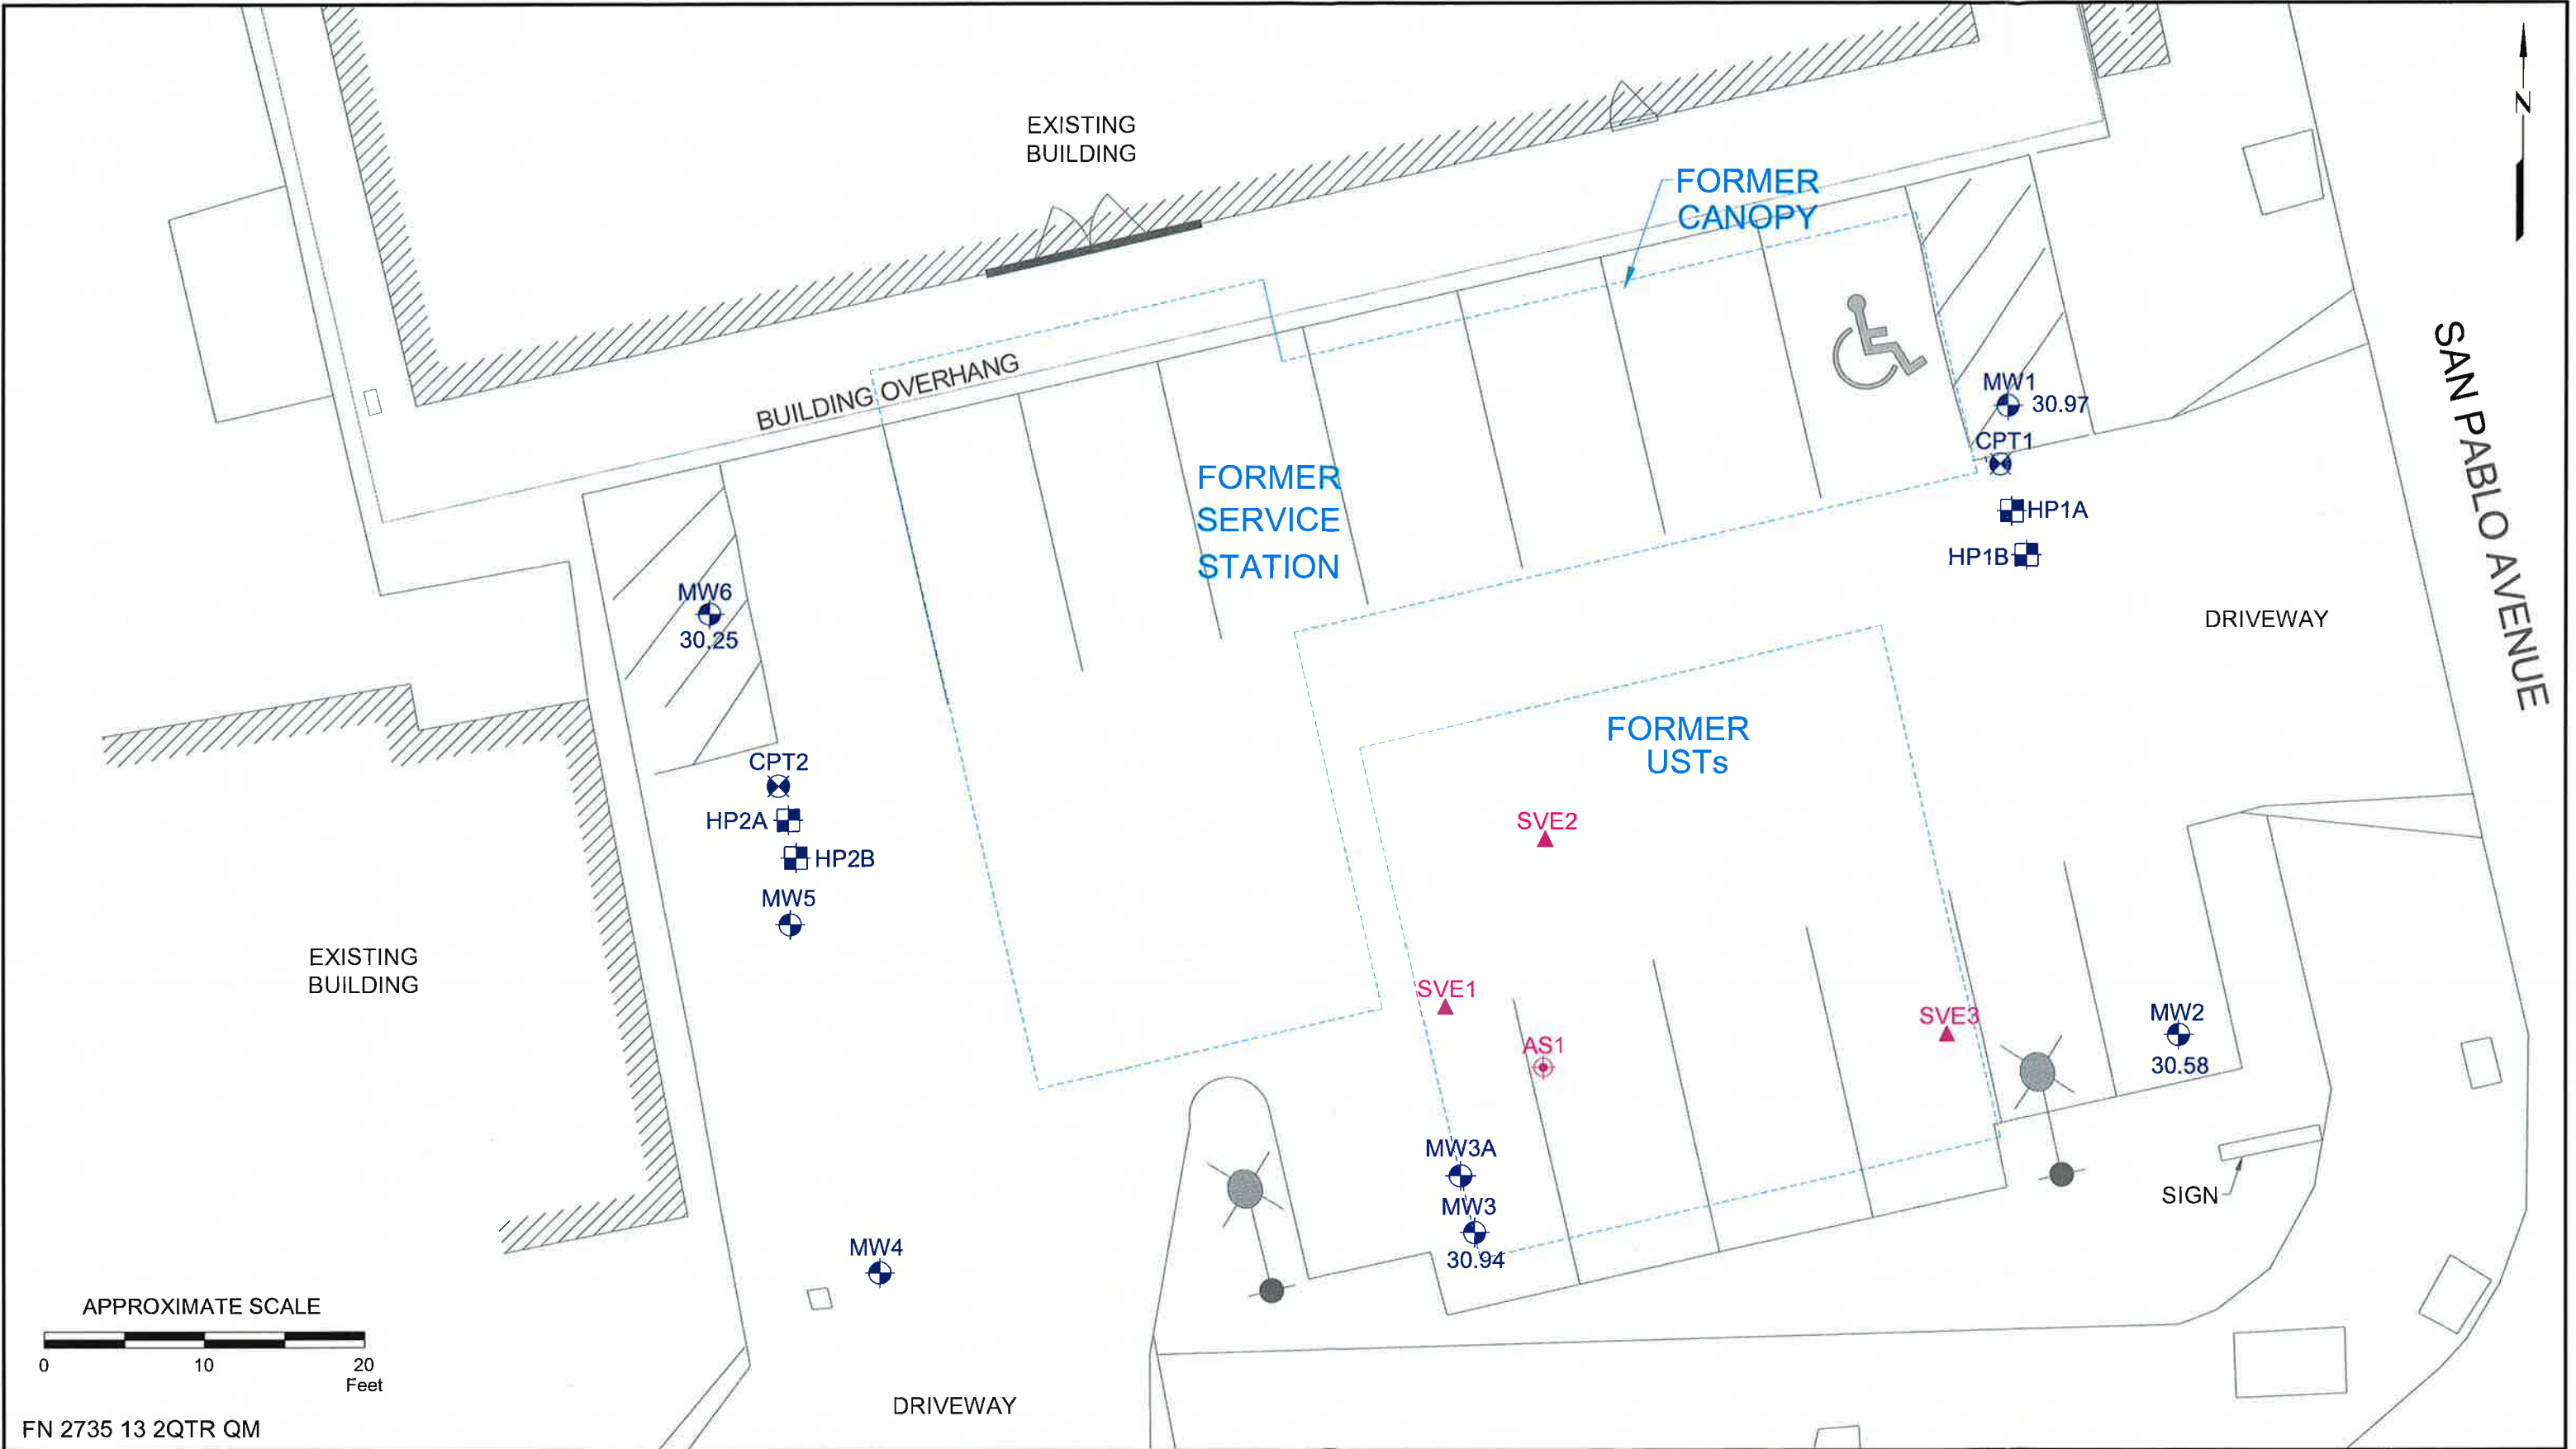 EXISTING
BUILDING
N
FORMER
CANOPY
BUILDING OVERHANG
SAN PABLO AVENUE
MW1
30.97
CPT1
HP1A
HP1B
FORMER
SERVICE
STATION
DRIVEWAY
MW6
30.25
FORMER
USTs
CPT2
HP2A
HP2B
SVE2
MW5
EXISTING
BUILDING
SVE1
SVE3
MW2
30.58
AS1
MW3A
MW3
30.94
SIGN
MW4
APPROXIMATE SCALE
0 10 20
Feet
DRIVEWAY
FN 2735 13 2QTR QM